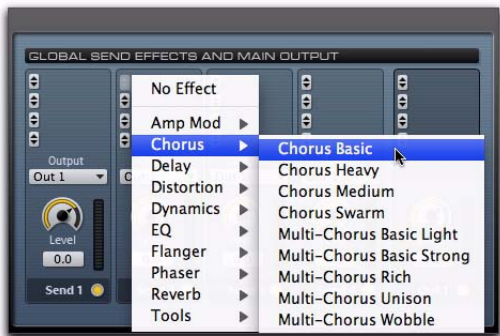 GLOBAL SEND EFFECTS AND MAIN OUTPUT
Output
Out 1
Level
0.0
Send 1
No Effect
Amp Mod
Chorus
Delay
Distortion
Dynamics
EQ
Flanger
Phaser
Reverb
Tools
Chorus Basic
Chorus Heavy
Chorus Medium
Chorus Swarm
Multi-Chorus Basic Light
Multi-Chorus Basic Strong
Multi-Chorus Rich
Multi-Chorus Unison
Multi-Chorus Wobble